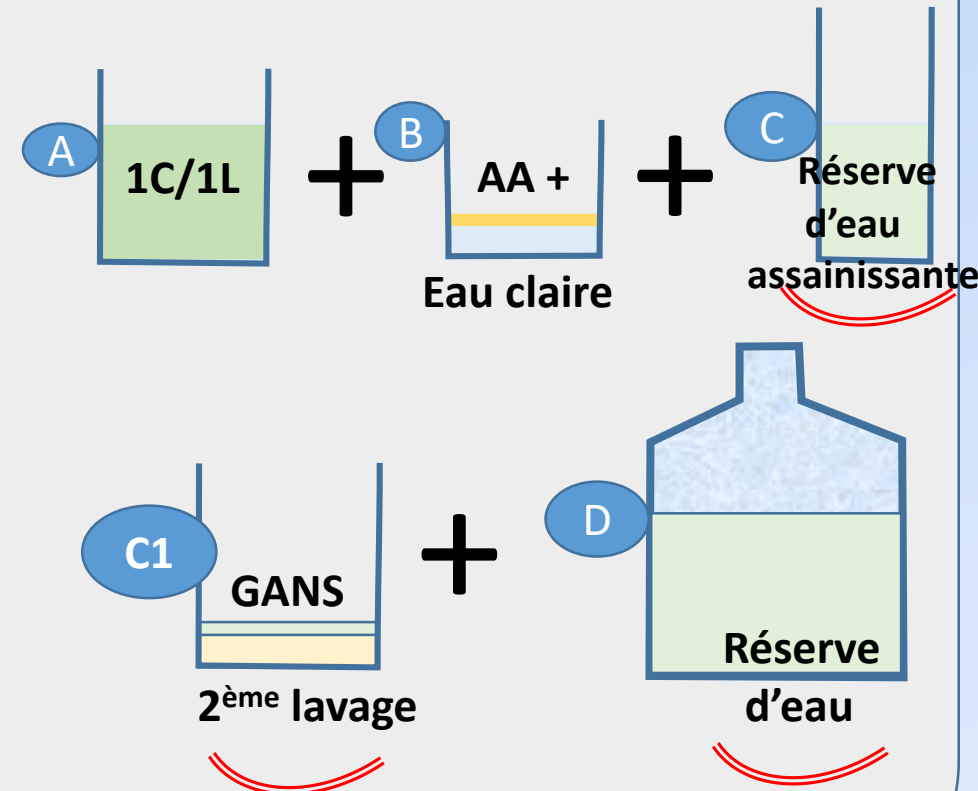 A
1C/1L
+
B
AA +
Eau claire
+
C
Réserve
d'eau
assainissante
C1
GANS
2ème lavage
+
D
Réserve
d'eau